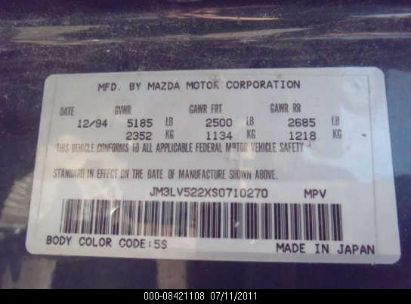 MFD. BY MAZDA MOTOR CORPORATION
DATE GVWR GAWR FRT GAWR RR
12/94 5185 LB 2500 LB 2685 LB
2352 KG 1134 KG 1218 KG
THIS VEHICLE CONFORMS TO ALL APPLICABLE FEDERAL MOTOR VEHICLE SAFETY
STANDARD IN EFFECT ON THE DATE OF MANUFACTURE SHOWN ABOVE.
JM3LV522XS0710270 MPV
BODY COLOR CODE:5S MADE IN JAPAN
000-08421108 07/11/2011